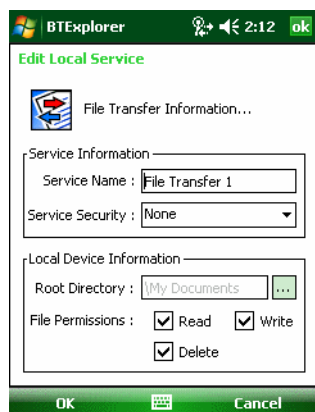 BTExplorer 2:12 ok
Edit Local Service
File Transfer Information...
Service Information
Service Name : File Transfer 1
Service Security : None
Local Device Information
Root Directory : \My Documents ...
File Permissions : Read Write
Delete
OK Cancel